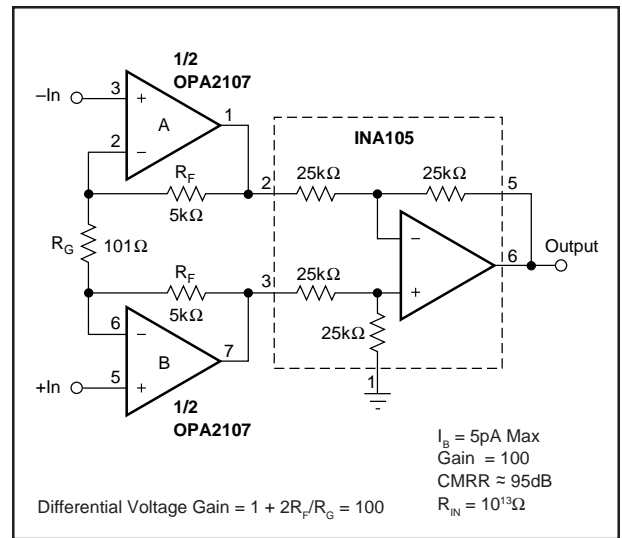 1/2
OPA2107
–In
3
+
A
1
2
–
INA105
R_F
5kΩ
2
25kΩ
25kΩ
5
R_G
101Ω
–
6
Output
R_F
5kΩ
3
25kΩ
+
6
–
B
7
25kΩ
+In
5
+
1
1/2
OPA2107
I_B = 5pA Max
Gain = 100
CMRR ≈ 95dB
R_IN = 10¹³Ω
Differential Voltage Gain = 1 + 2R_F/R_G = 100